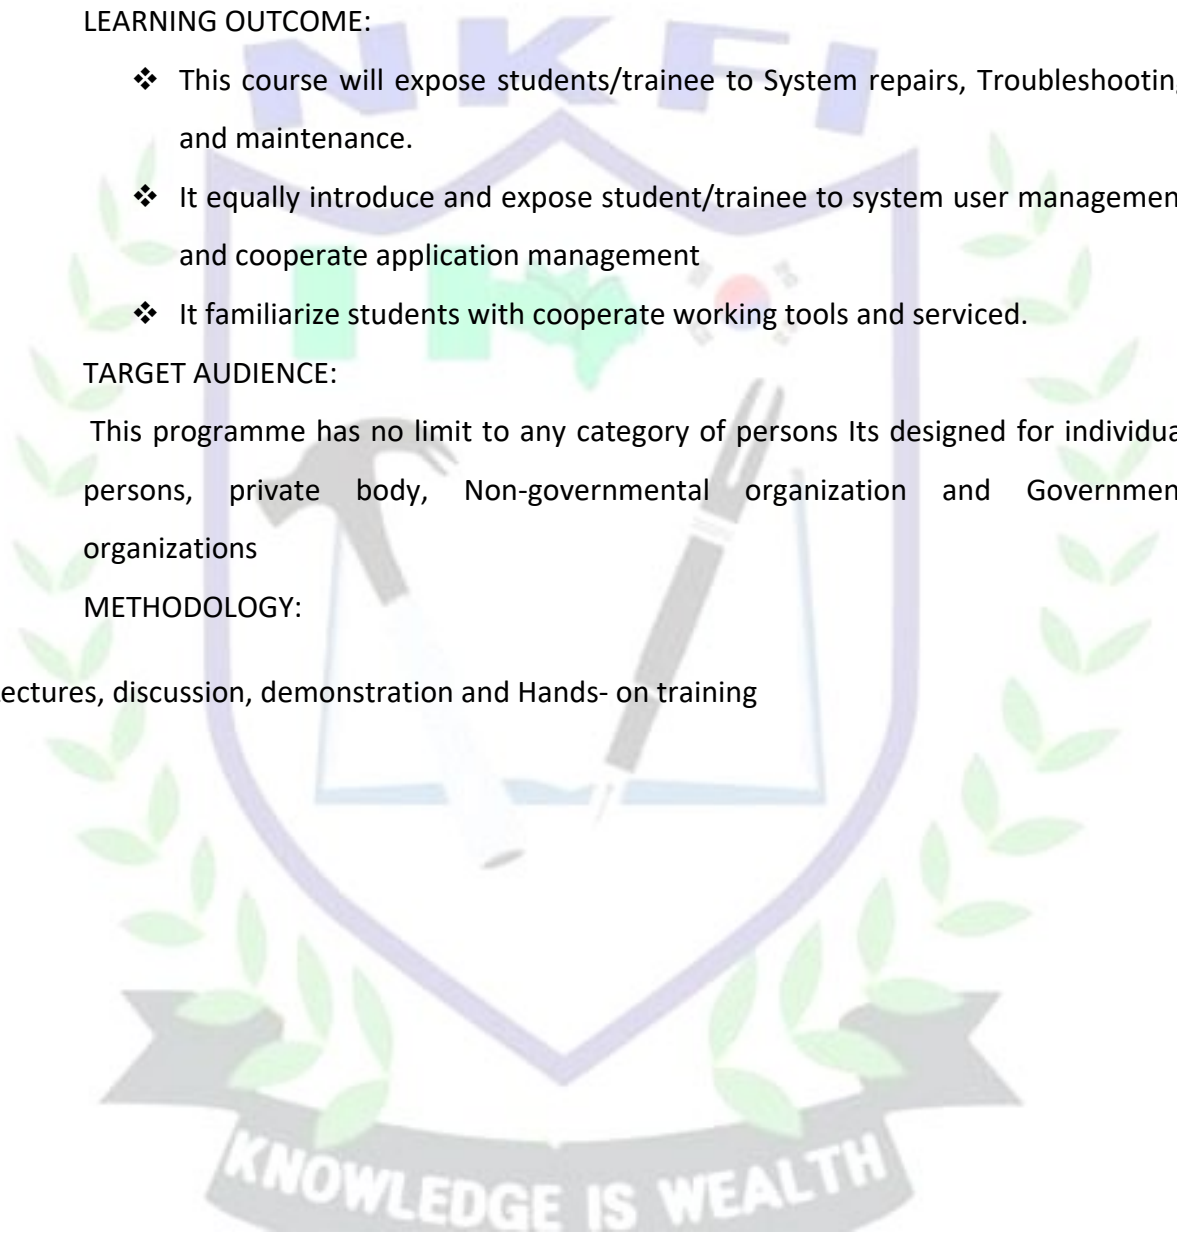 NKFI
LEARNING OUTCOME:
❖ This course will expose students/trainee to System repairs, Troubleshooting
and maintenance.
❖ It equally introduce and expose student/trainee to system user managemen
and cooperate application management
❖ It familiarize students with cooperate working tools and serviced.
TARGET AUDIENCE:
This programme has no limit to any category of persons Its designed for individua
persons, private body, Non-governmental organization and Governmen
organizations
METHODOLOGY:
ectures, discussion, demonstration and Hands- on training
KNOWLEDGE IS WEALTH